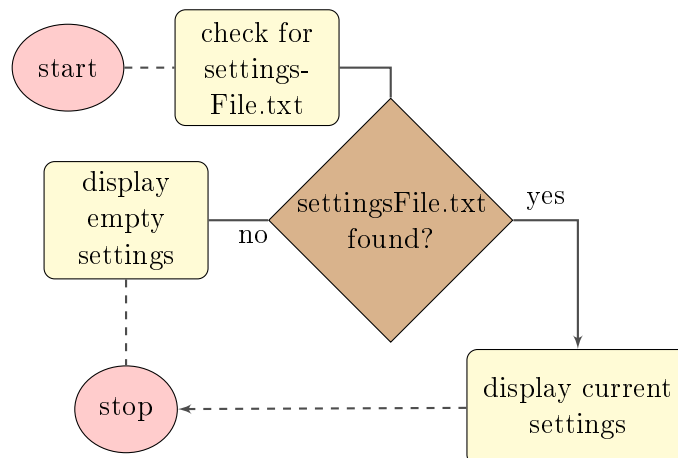 start
check for
settings-
File.txt
display
empty
settings
no
settingsFile.txt
found?
yes
stop
display current
settings